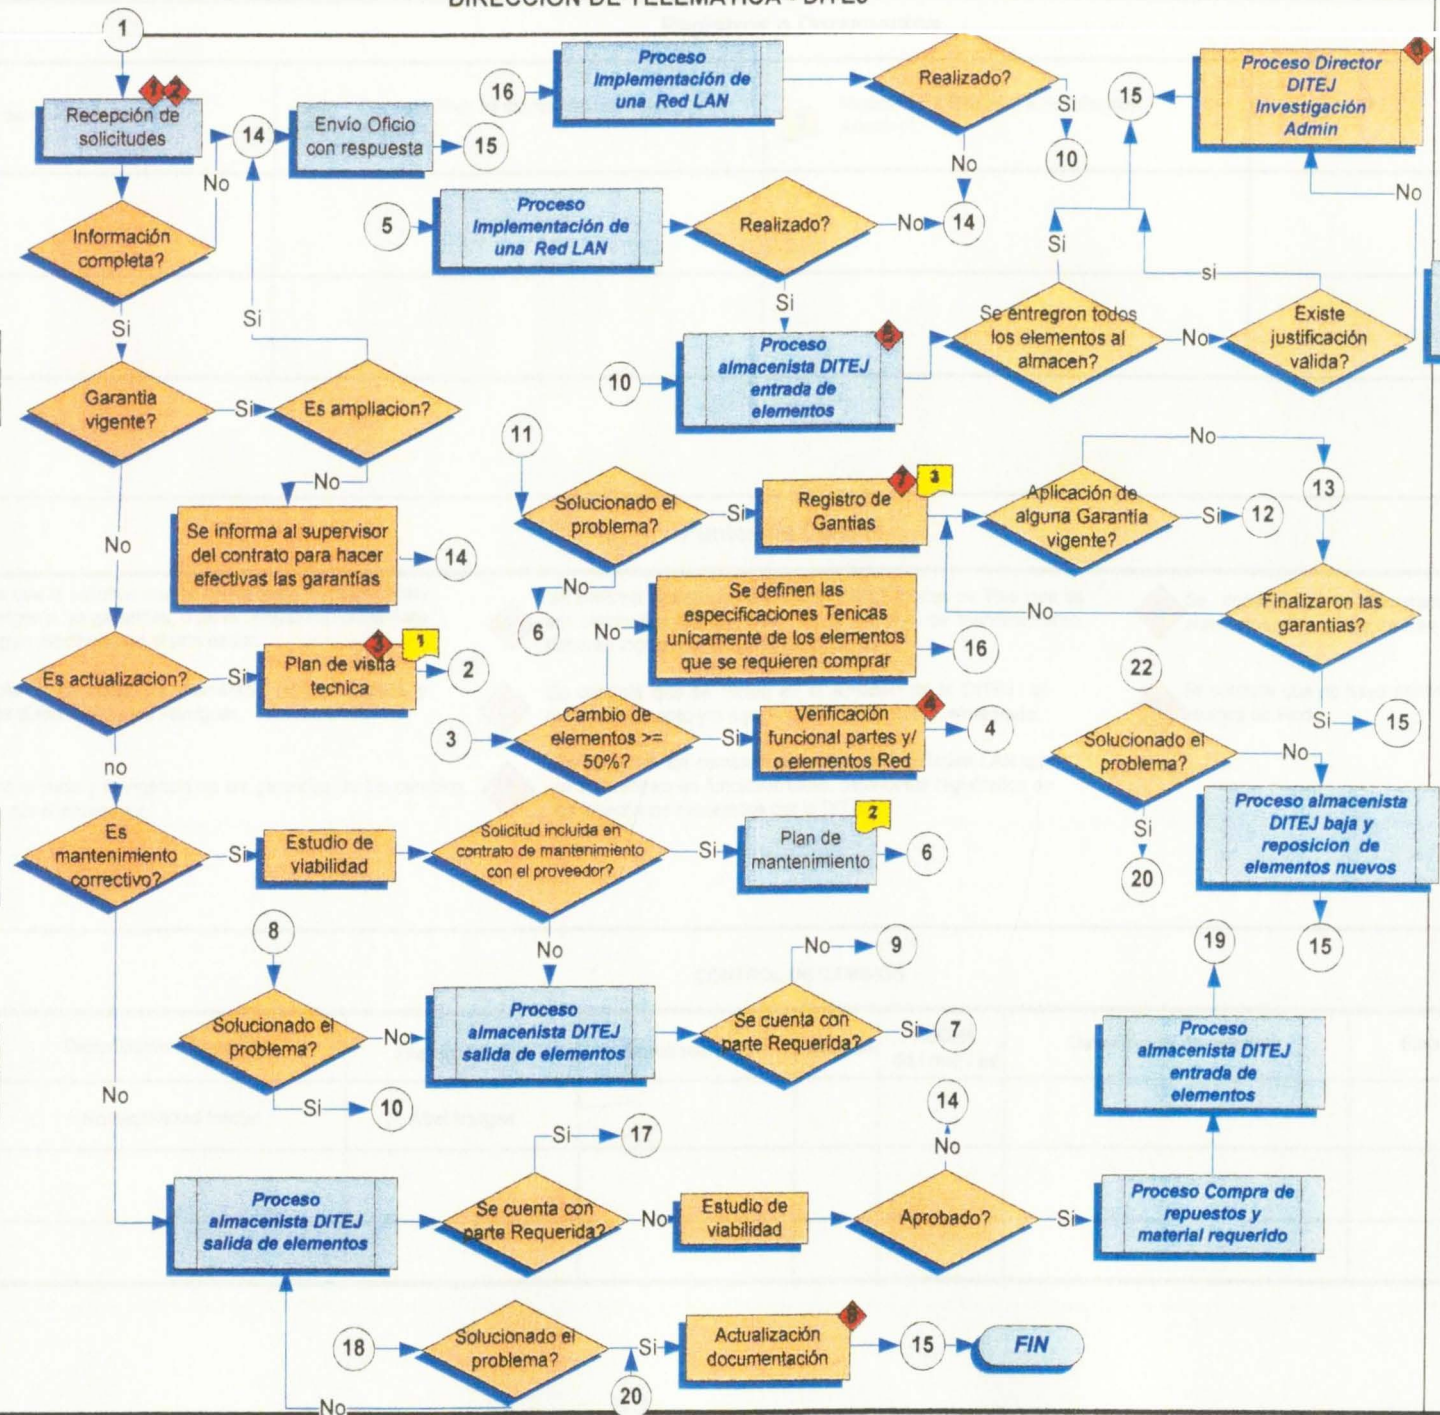 DIRECCION DE TELEMATICA - DITEJ
1
1 2
Recepción de
solicitudes
No
14
Envío Oficio
con respuesta
15
Información
completa?
Si
Si
Garantia
vigente?
Si
Es ampliacion?
No
No
Se informa al supervisor
del contrato para hacer
efectivas las garantías
14
Es actualizacion?
Si
3
1
Plan de visita
tecnica
2
no
Es
mantenimiento
correctivo?
Si
Estudio de
viabilidad
Solicitud incluida en
contrato de mantenimiento
con el proveedor?
Si
2
Plan de
mantenimiento
6
No
No
16
Proceso
Implementación de
una Red LAN
Realizado?
Si
10
No
14
5
Proceso
Implementación de
una Red LAN
Realizado?
No
Si
10
5
Proceso
almacenista DITEJ
entrada de
elementos
Se entregron todos
los elementos al
almacen?
Si
No
Existe
justificación
valida?
si
No
15
Proceso Director
DITEJ
Investigación
Admin
11
Solucionado el
problema?
Si
No
6
7
3
Registro de
Gantias
Aplicación de
alguna Garantía
vigente?
No
Si
12
13
Finalizaron las
garantias?
No
Si
15
Se definen las
especificaciones Tenicas
unicamente de los elementos
que se requieren comprar
16
No
3
Cambio de
elementos >=
50%?
Si
4
Verificación
funcional partes y/
o elementos Red
4
22
Solucionado el
problema?
No
Si
20
Proceso almacenista
DITEJ baja y
reposicion de
elementos nuevos
15
8
Solucionado el
problema?
No
Si
10
Proceso
almacenista DITEJ
salida de elementos
Se cuenta con
parte Requerida?
No
9
Si
7
19
Proceso
almacenista DITEJ
entrada de
elementos
Proceso
almacenista DITEJ
salida de elementos
Se cuenta con
parte Requerida?
Si
17
No
Estudio de
viabilidad
Aprobado?
No
14
Si
Proceso Compra de
repuestos y
material requerido
18
Solucionado el
problema?
No
Si
20
Actualización
documentación
15
FIN